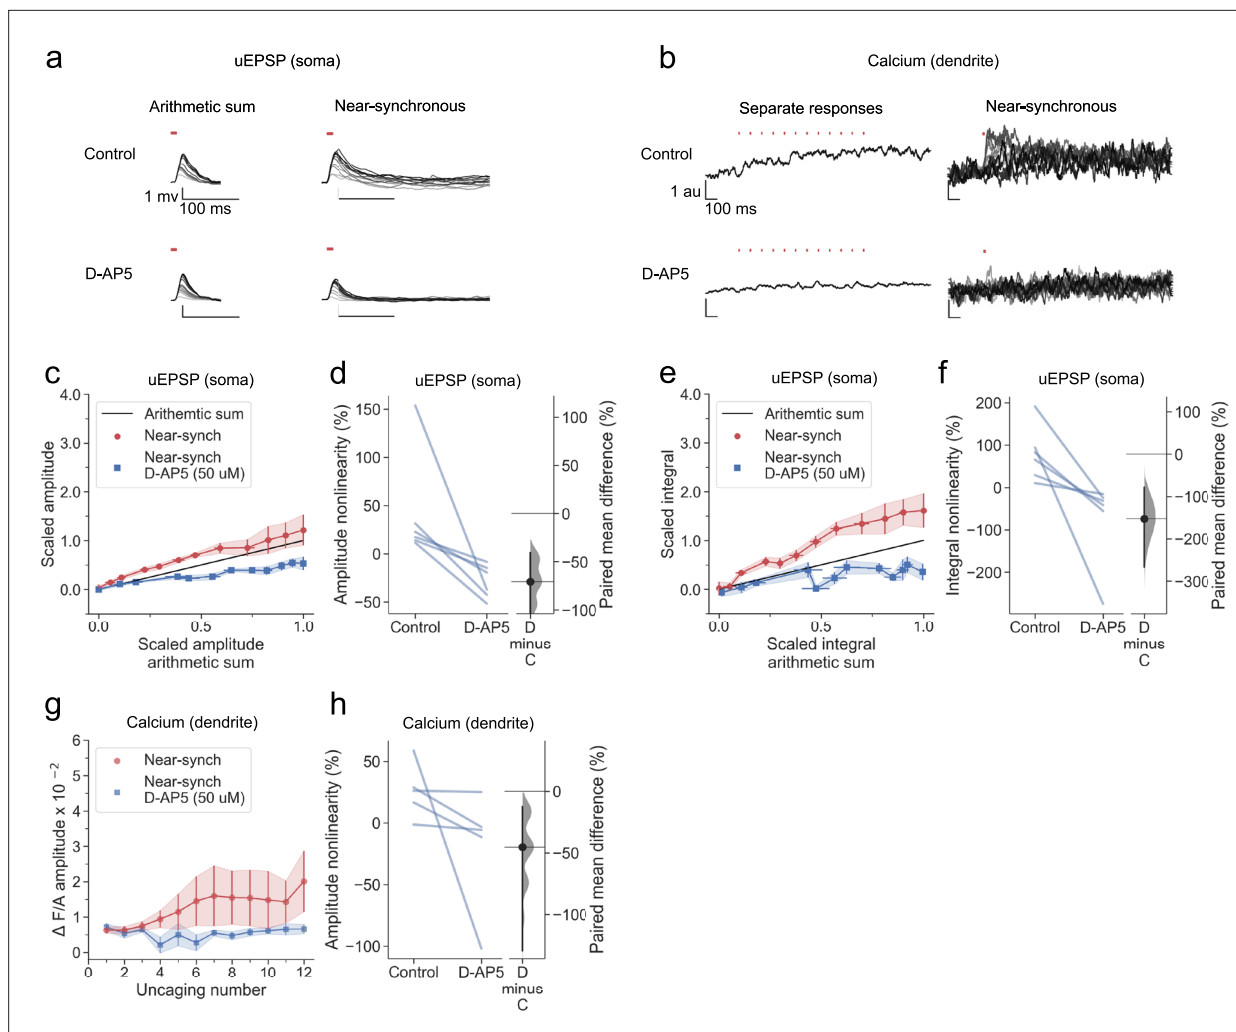 a
uEPSP (soma)
Arithmetic sum
Near-synchronous
Control
1 mv
100 ms
D-AP5
b
Calcium (dendrite)
Separate responses
Near-synchronous
Control
1 au
100 ms
D-AP5
c
uEPSP (soma)
4.0
3.0
2.0
1.0
0.0
Scaled amplitude
Arithemtic sum
Near-synch
Near-synch
D-AP5 (50 uM)
0.0
0.5
1.0
Scaled amplitude
arithmetic sum
d
uEPSP (soma)
Amplitude nonlinearity (%)
150
100
50
0
−50
Control
D-AP5
D
minus
C
100
50
0
−50
−100
Paired mean difference (%)
e
uEPSP (soma)
4.0
3.0
2.0
1.0
0.0
Scaled integral
Arithmetic sum
Near-synch
Near-synch
D-AP5 (50 uM)
0.0
0.5
1.0
Scaled integral
arithmetic sum
f
uEPSP (soma)
Integral nonlinearity (%)
200
100
0
−100
−200
Control
D-AP5
D
minus
C
100
0
−100
−200
−300
Paired mean difference (%)
g
Calcium (dendrite)
Δ F/A amplitude x 10 −2
6
5
4
3
2
1
0
Near-synch
Near-synch
D-AP5 (50 uM)
0
2
4
6
8
10
12
Uncaging number
h
Calcium (dendrite)
Amplitude nonlinearity (%)
50
0
−50
−100
Control
D-AP5
D
minus
C
0
−50
−100
Paired mean difference (%)